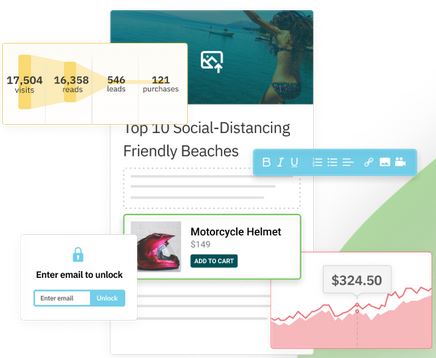 17,504 16,358 546 121
visits reads leads purchases
Top 10 Social-Distancing
Friendly Beaches
B I U
Motorcycle Helmet
$149
ADD TO CART
Enter email to unlock
Enter email Unlock
$324.50